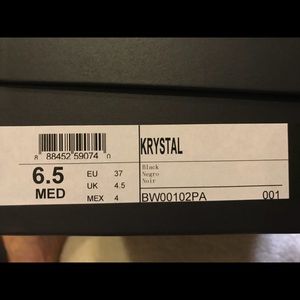 8 88452 59074 0
6.5
MED
EU 37
UK 4.5
MEX 4
KRYSTAL
Black
Negro
Noir
BW00102PA 001